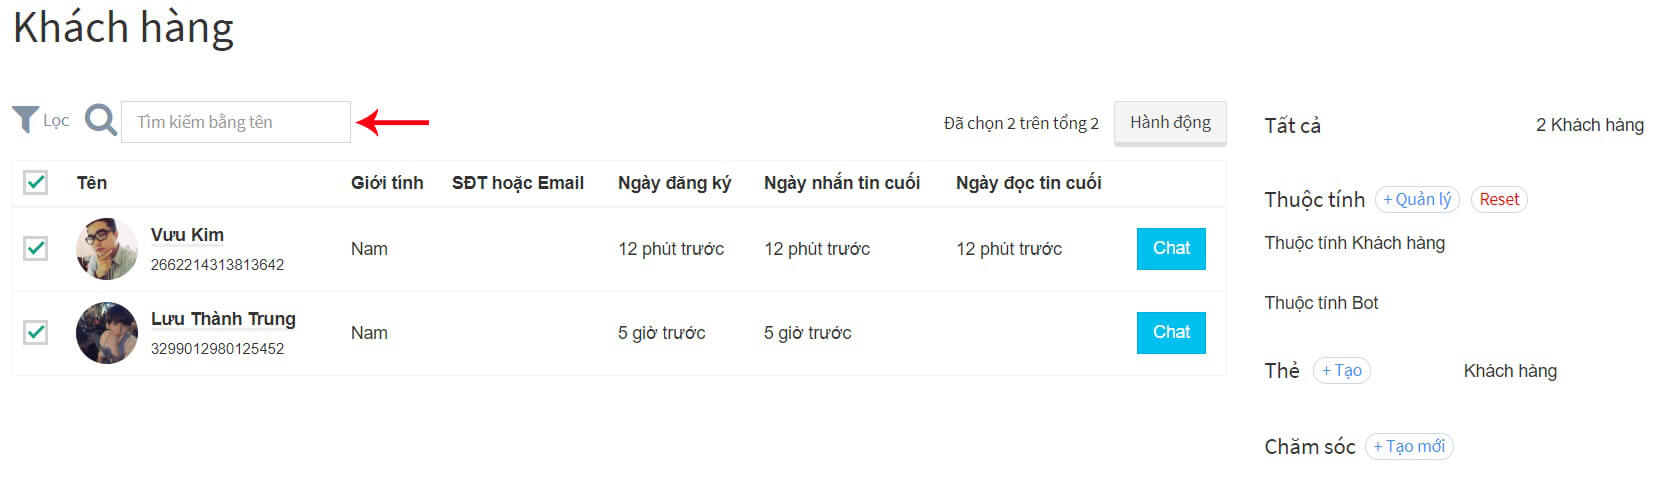 Khách hàng
Lọc
Tìm kiếm bằng tên
Đã chọn 2 trên tổng 2
Hành động
Tên Giới tính SĐT hoặc Email Ngày đăng ký Ngày nhắn tin cuối Ngày đọc tin cuối
Vưu Kim
2662214313813642
Nam 12 phút trước 12 phút trước 12 phút trước Chat
Lưu Thành Trung
3299012980125452
Nam 5 giờ trước 5 giờ trước Chat
Tất cả 2 Khách hàng
Thuộc tính + Quản lý Reset
Thuộc tính Khách hàng
Thuộc tính Bot
Thẻ + Tạo Khách hàng
Chăm sóc + Tạo mới